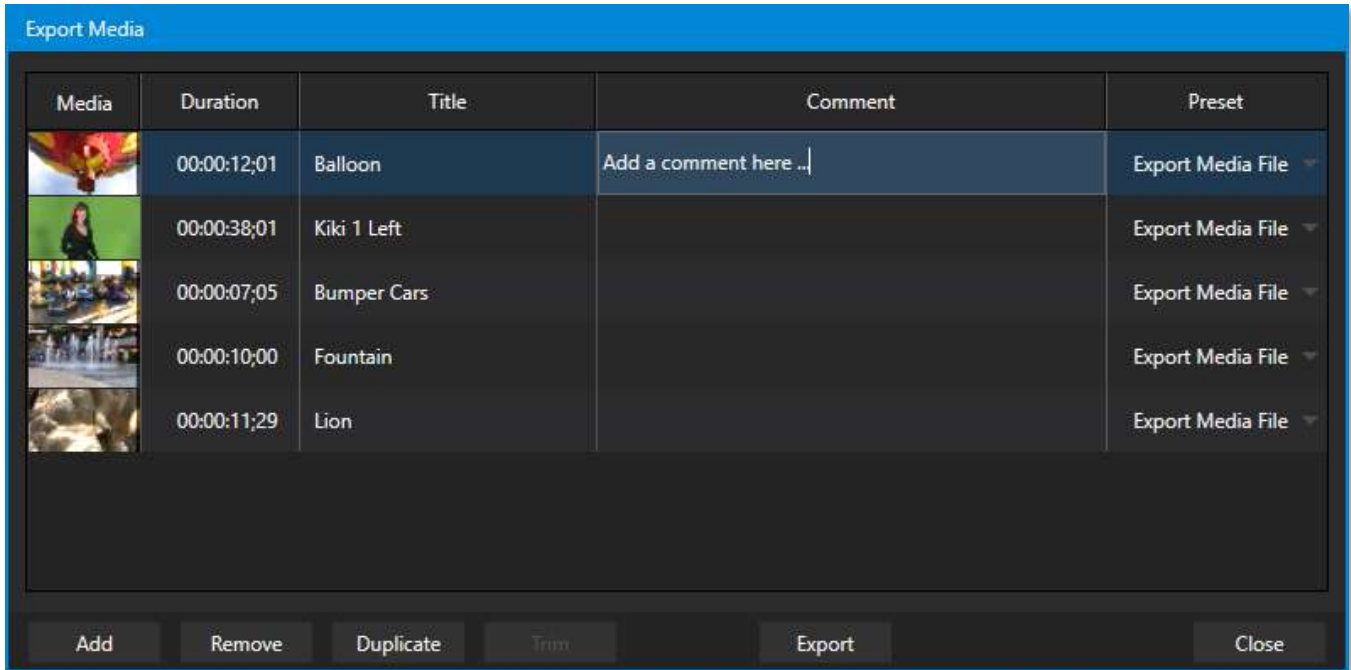 Export Media
Media Duration Title Comment Preset
00:00:12;01 Balloon Add a comment here .. Export Media File
00:00:38;01 Kiki 1 Left Export Media File
00:00:07;05 Bumper Cars Export Media File
00:00:10;00 Fountain Export Media File
00:00:11;29 Lion Export Media File
Add Remove Duplicate Trim Export Close